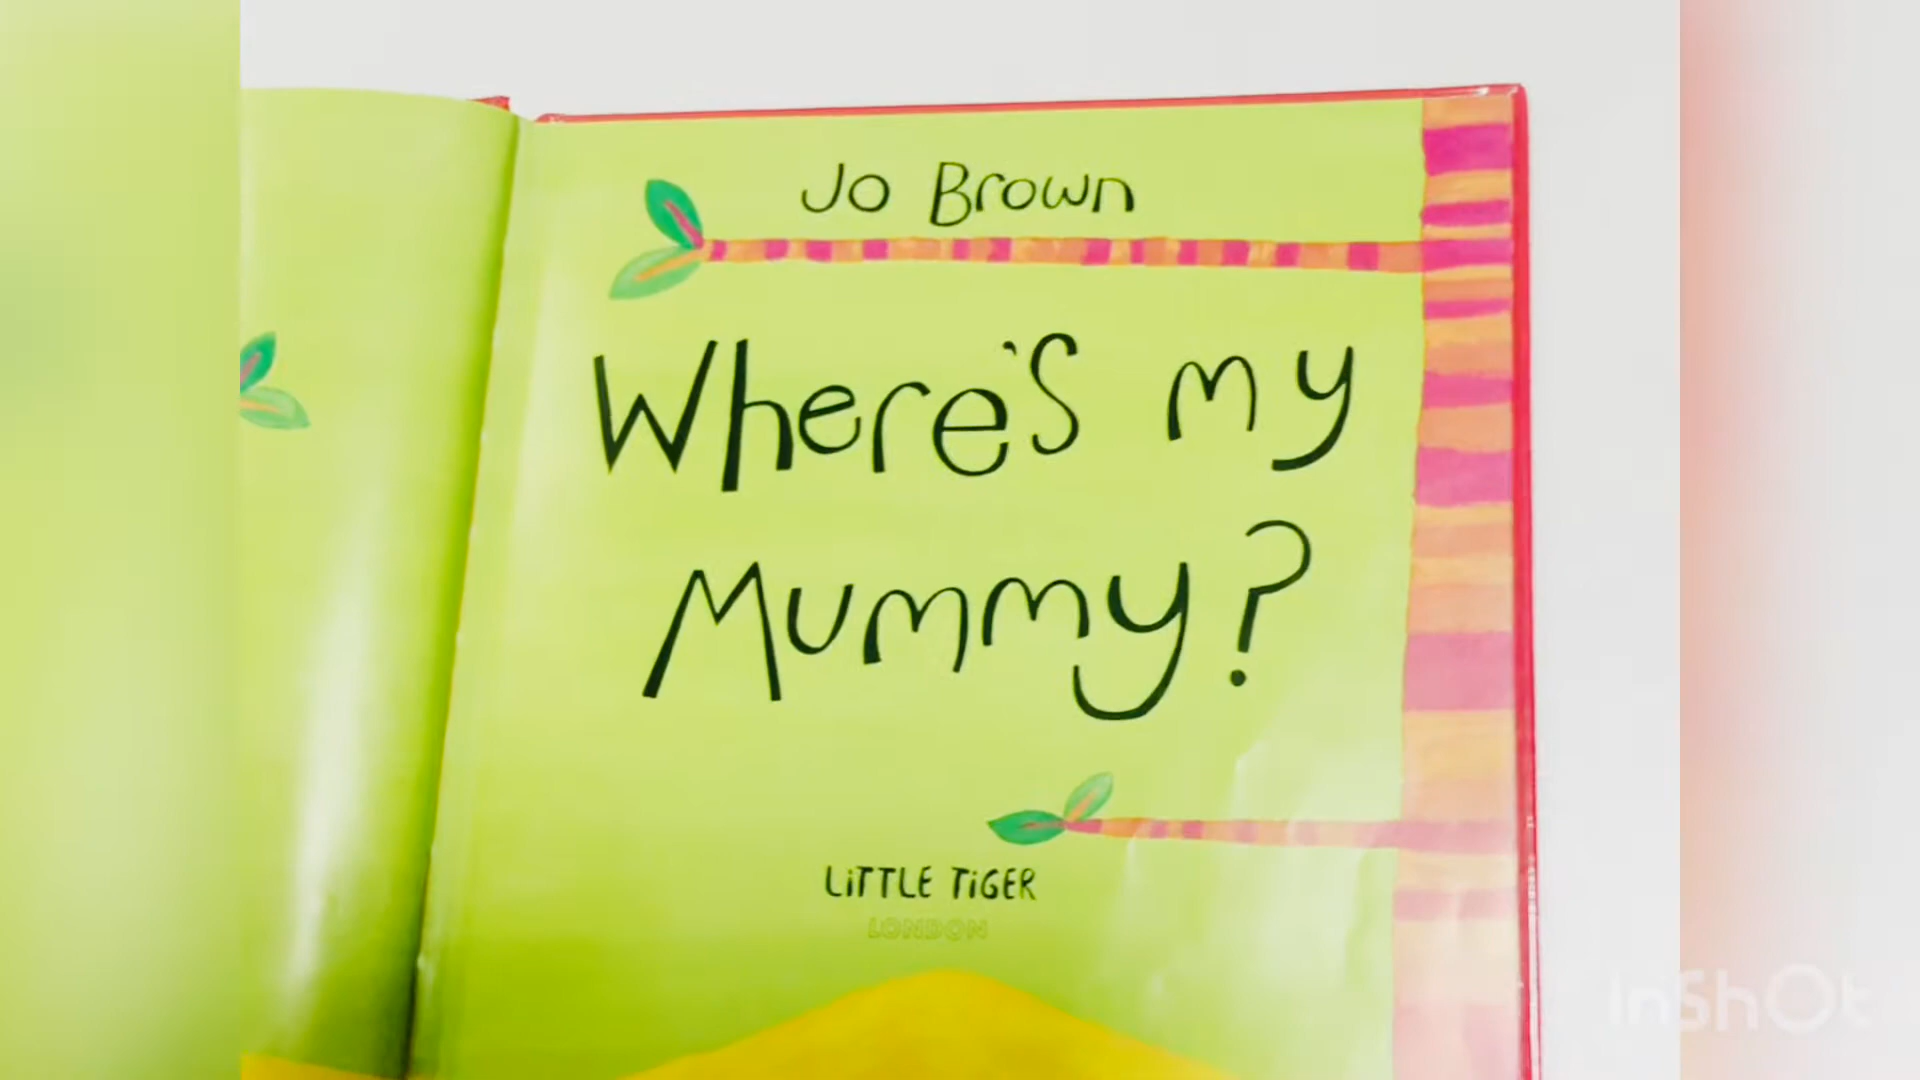 Jo Brown
Where's my
Mummy?
LiTTLE TiGER
LONDON
InShOt